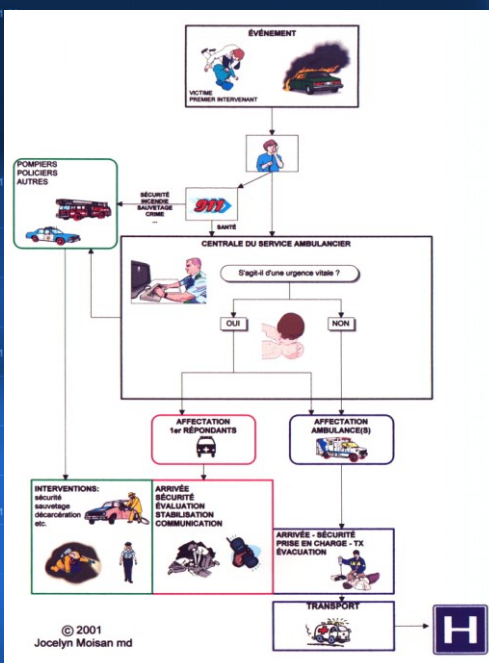 ÉVÉNEMENT
VICTIME
PREMIER INTERVENANT
POMPIERS
POLICIERS
AUTRES
SÉCURITÉ
INCENDIE
SAUVETAGE
CRIME
...
911
SANTÉ
CENTRALE DU SERVICE AMBULANCIER
S'agit-il d'une urgence vitale ?
OUI
NON
AFFECTATION
1er RÉPONDANTS
AFFECTATION
AMBULANCE(S)
INTERVENTIONS:
sécurité
sauvetage
décarcération
etc.
ARRIVÉE
SÉCURITÉ
ÉVALUATION
STABILISATION
COMMUNICATION
ARRIVÉE - SÉCURITÉ
PRISE EN CHARGE - TX
ÉVACUATION
TRANSPORT
H
© 2001
Jocelyn Moisan md